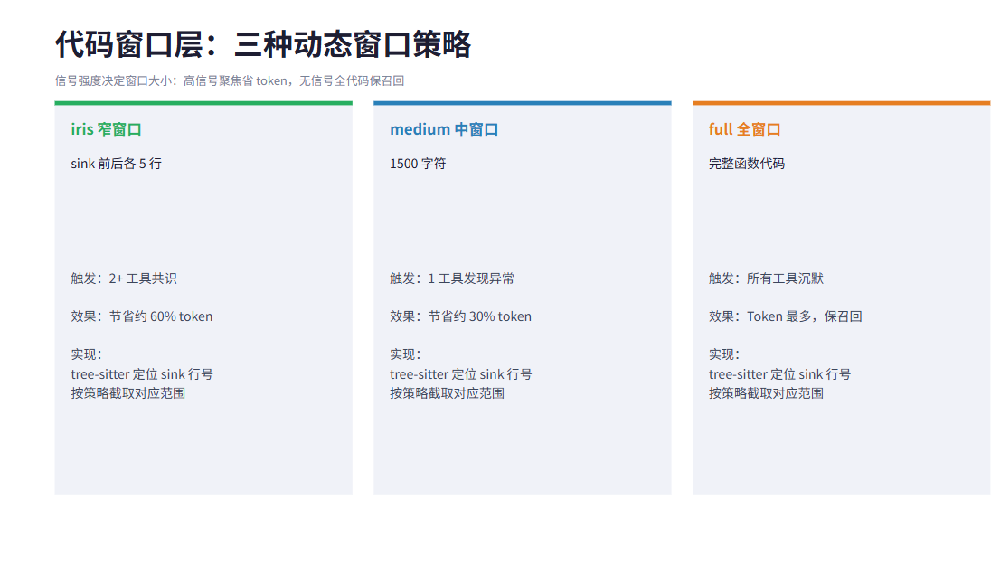 代码窗口层：三种动态窗口策略
信号强度决定窗口大小：高信号聚焦省 token，无信号全代码保召回
iris 窄窗口
sink 前后各 5 行
触发：2+ 工具共识
效果：节省约 60% token
实现：
tree-sitter 定位 sink 行号
按策略截取对应范围
medium 中窗口
1500 字符
触发：1 工具发现异常
效果：节省约 30% token
实现：
tree-sitter 定位 sink 行号
按策略截取对应范围
full 全窗口
完整函数代码
触发：所有工具沉默
效果：Token 最多，保召回
实现：
tree-sitter 定位 sink 行号
按策略截取对应范围